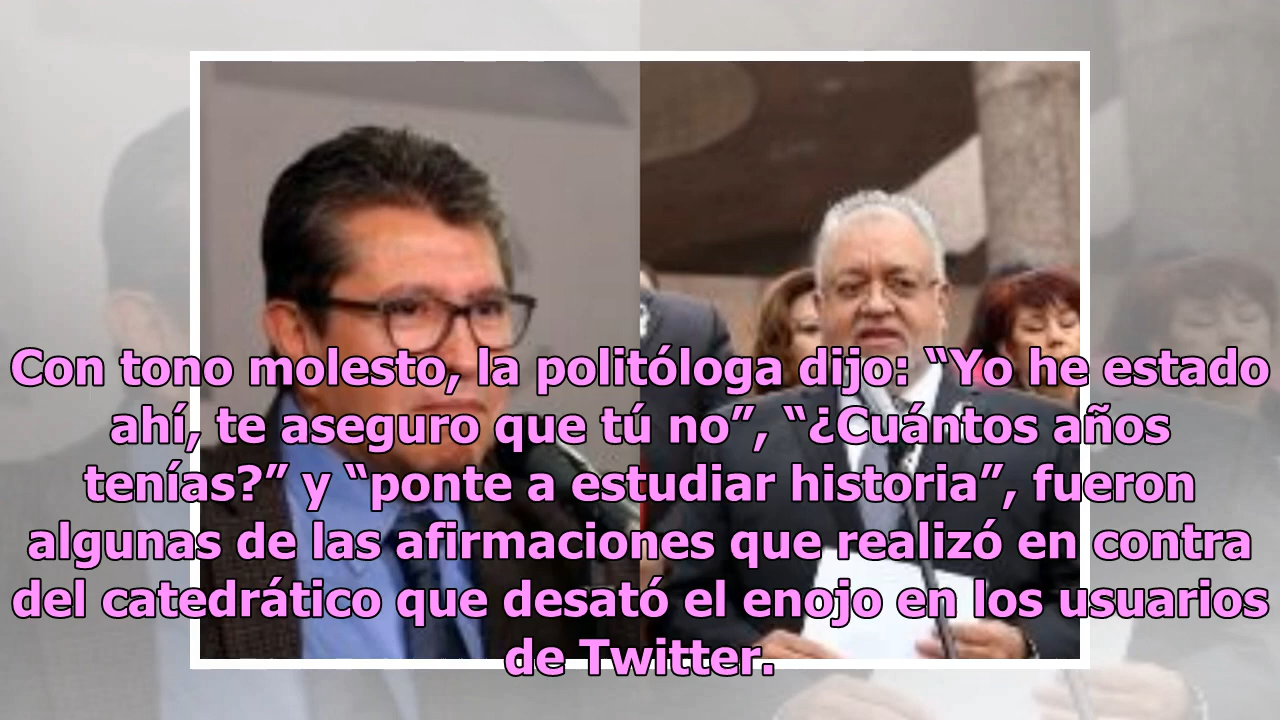 Con tono molesto, la politóloga dijo: “Yo he estado
ahí, te aseguro que tú no”, “¿Cuántos años
tenías?” y “ponte a estudiar historia”, fueron
algunas de las afirmaciones que realizó en contra
del catedrático que desató el enojo en los usuarios
de Twitter.